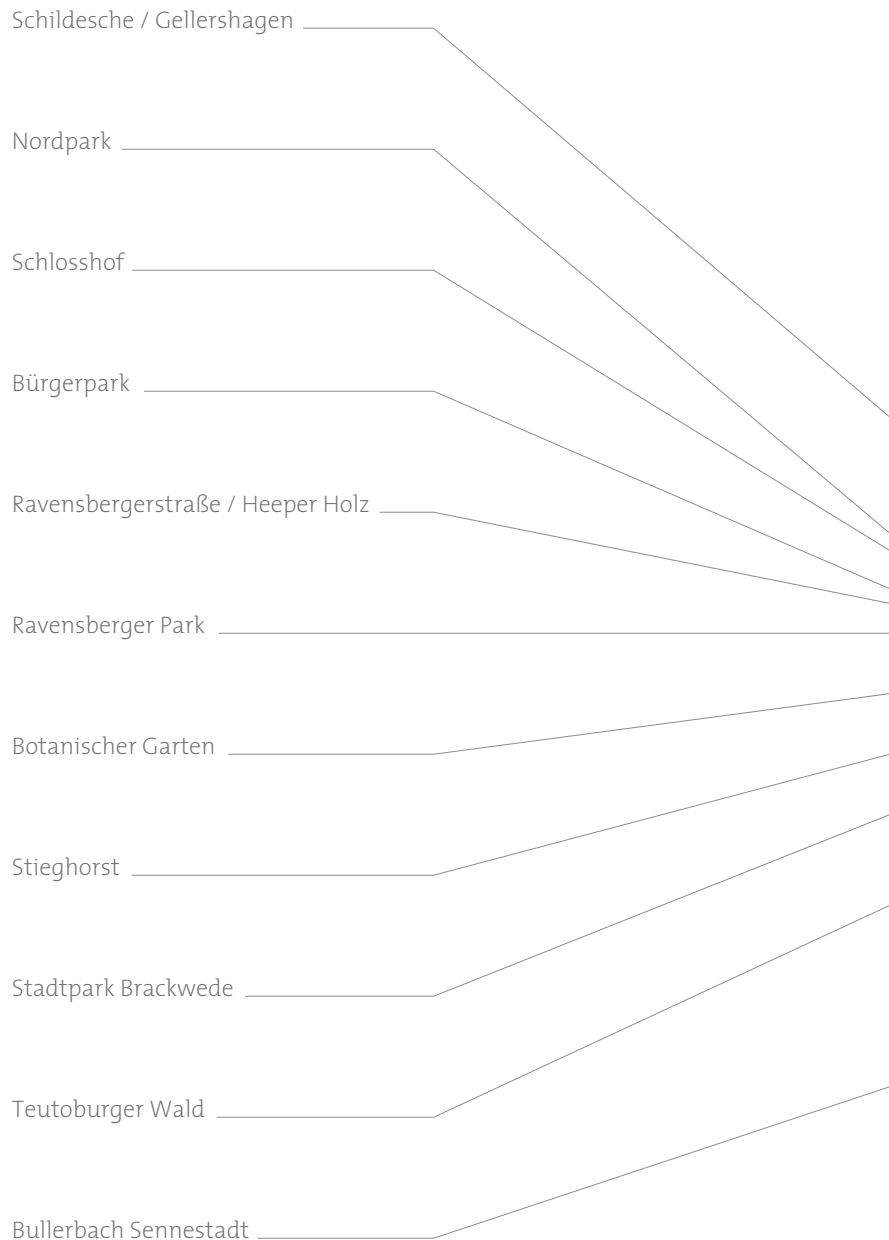 Schildesche / Gellershagen
Nordpark
Schlosshof
Bürgerpark
Ravensbergerstraße / Heeper Holz
Ravensberger Park
Botanischer Garten
Stieghorst
Stadtpark Brackwede
Teutoburger Wald
Bullerbach Sennestadt